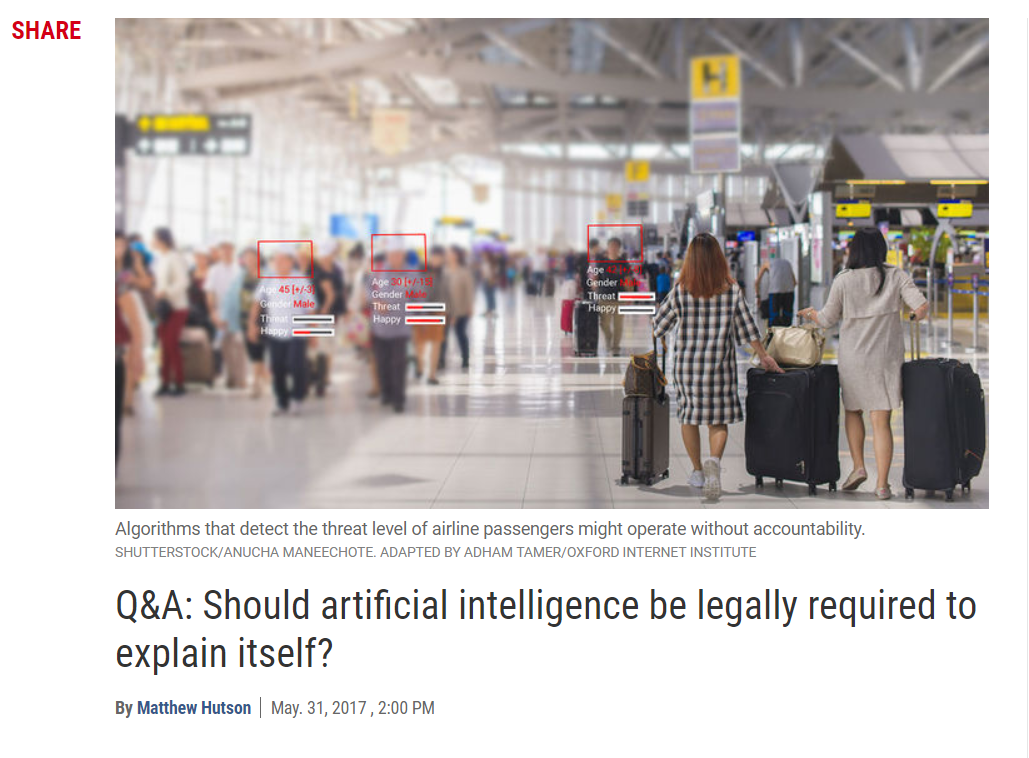 SHARE
H
F
Age 45 [+/-3]
Gender Male
Threat
Happy
Age 30 [+/-15]
Gender Male
Threat
Happy
Age
Gender
Threat
Happy
Algorithms that detect the threat level of airline passengers might operate without accountability.
SHUTTERSTOCK/ANUCHA MANEECHOTE. ADAPTED BY ADHAM TAMER/OXFORD INTERNET INSTITUTE
Q&A: Should artificial intelligence be legally required to
explain itself?
By Matthew Hutson
May. 31, 2017 , 2:00 PM